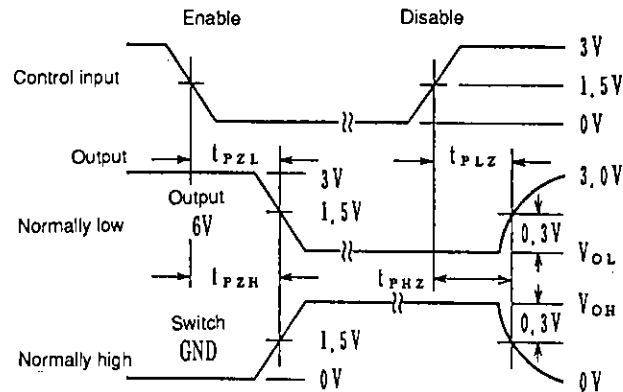 Enable Disable
Control input
3V
1,5V
0V
Output tPZL tPLZ
3V
3,0V
Output
6V
1,5V
Normally low
0,3V
VOL
tPZH tPHZ
VOH
Switch
GND
0,3V
1,5V
Normally high
0V
0V